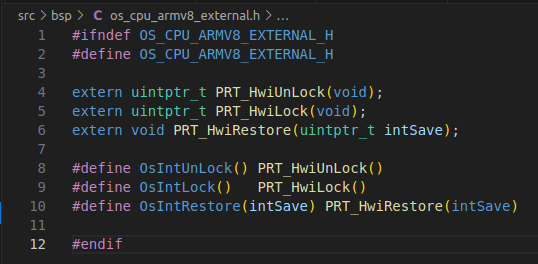 src > bsp > C os_cpu_armv8_external.h > ...
1 #ifndef OS_CPU_ARMV8_EXTERNAL_H
2 #define OS_CPU_ARMV8_EXTERNAL_H
3
4 extern uintptr_t PRT_HwiUnLock(void);
5 extern uintptr_t PRT_HwiLock(void);
6 extern void PRT_HwiRestore(uintptr_t intSave);
7
8 #define OsIntUnLock() PRT_HwiUnLock()
9 #define OsIntLock()   PRT_HwiLock()
10 #define OsIntRestore(intSave) PRT_HwiRestore(intSave)
11
12 #endif